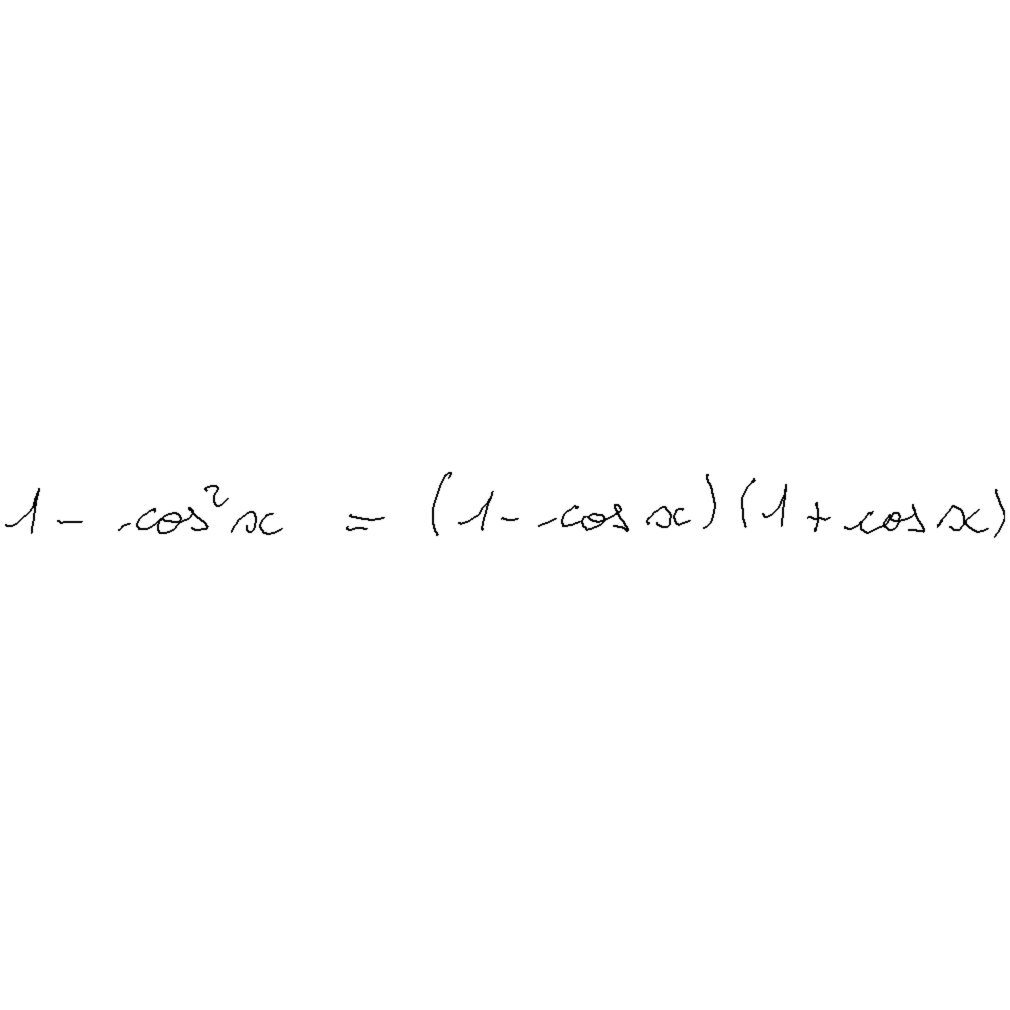 1 - cos²x = (1 - cos x)(1 + cos x)